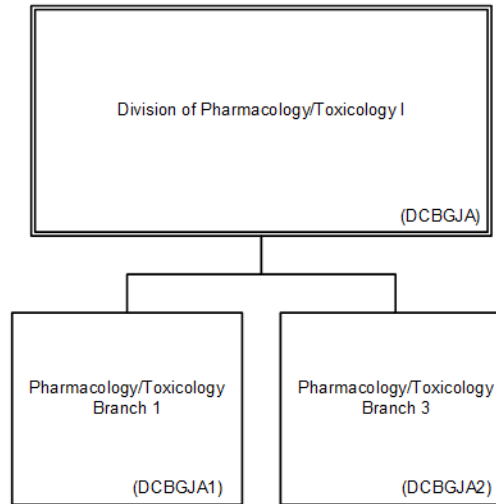 Division of Pharmacology/Toxicology I
(DCBGJA)
Pharmacology/Toxicology
Branch 1
(DCBGJA1)
Pharmacology/Toxicology
Branch 3
(DCBGJA2)